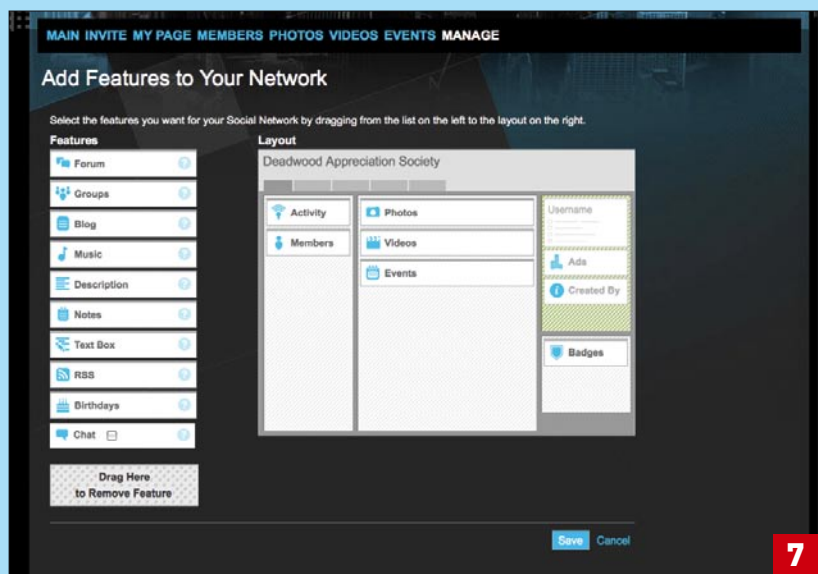 MAIN INVITE MY PAGE MEMBERS PHOTOS VIDEOS EVENTS MANAGE
Add Features to Your Network
Select the features you want for your Social Network by dragging from the list on the left to the layout on the right.
Features
Forum ?
Groups ?
Blog ?
Music ?
Description ?
Notes ?
Text Box ?
RSS ?
Birthdays ?
Chat ?
Drag Here
to Remove Feature
Layout
Deadwood Appreciation Society
Activity
Members
Photos
Videos
Events
Username
Ads
i Created By
Badges
Save Cancel
7